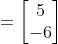 = [5
-6]